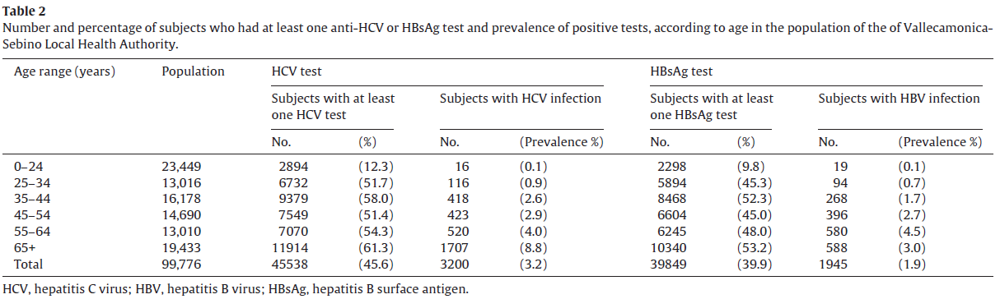 Table 2
Number and percentage of subjects who had at least one anti-HCV or HBsAg test and prevalence of positive tests, according to age in the population of the of Vallecamonica-
Sebino Local Health Authority.
Age range (years) Population HCV test HBsAg test
Subjects with at least one HCV test Subjects with HCV infection Subjects with at least one HBsAg test Subjects with HBV infection
No. (%) No. (Prevalence %) No. (%) No. (Prevalence %)
0–24 23,449 2894 (12.3) 16 (0.1) 2298 (9.8) 19 (0.1)
25–34 13,016 6732 (51.7) 116 (0.9) 5894 (45.3) 94 (0.7)
35–44 16,178 9379 (58.0) 418 (2.6) 8468 (52.3) 268 (1.7)
45–54 14,690 7549 (51.4) 423 (2.9) 6604 (45.0) 396 (2.7)
55–64 13,010 7070 (54.3) 520 (4.0) 6245 (48.0) 580 (4.5)
65+ 19,433 11914 (61.3) 1707 (8.8) 10340 (53.2) 588 (3.0)
Total 99,776 45538 (45.6) 3200 (3.2) 39849 (39.9) 1945 (1.9)
HCV, hepatitis C virus; HBV, hepatitis B virus; HBsAg, hepatitis B surface antigen.